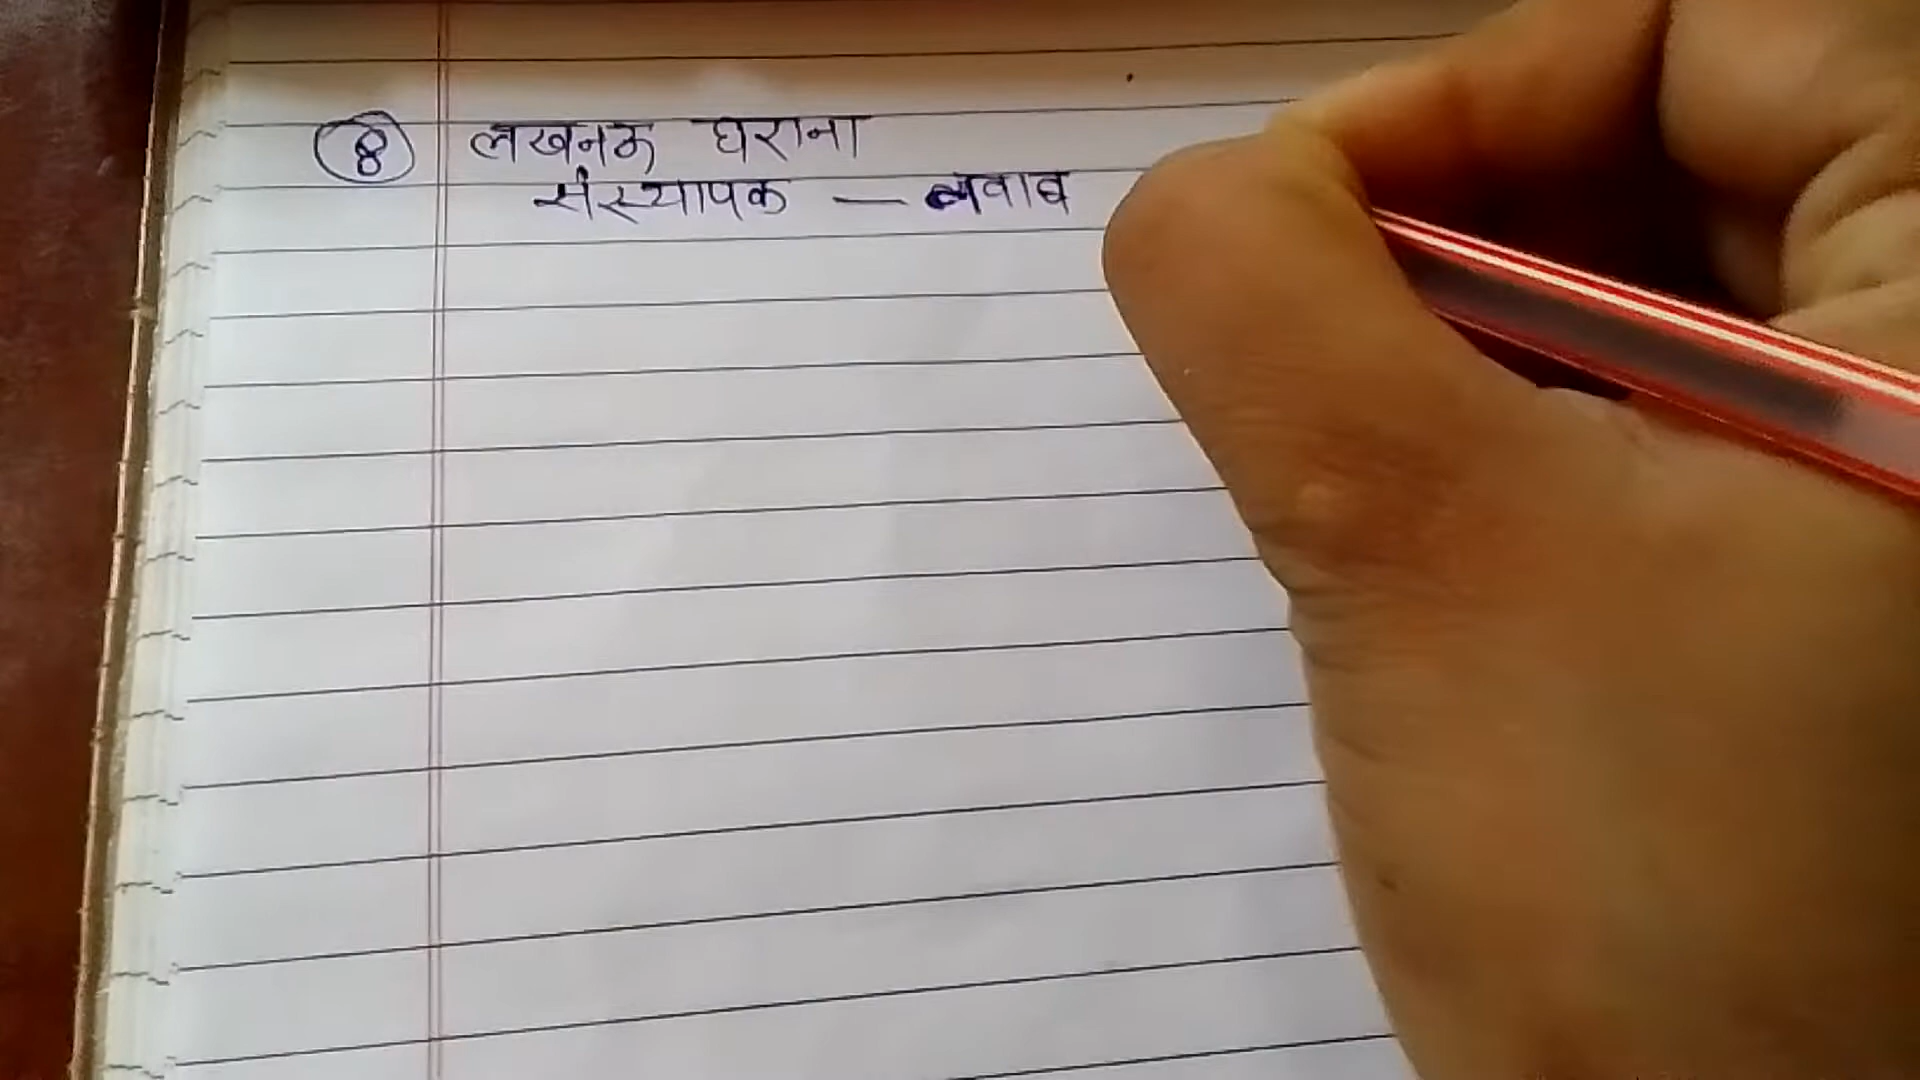 ⑧ लखनऊ घराना
संस्थापक — नवाब